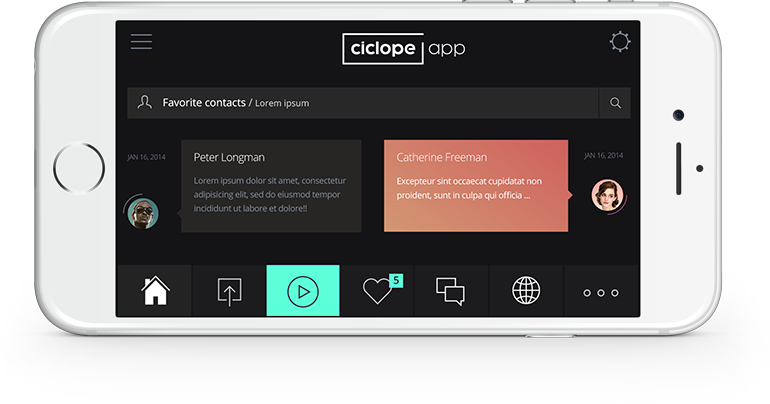 ciclope app
Favorite contacts / Lorem ipsum
JAN 16, 2014
Peter Longman
Lorem ipsum dolor sit amet, consectetur
adipisicing elit, sed do eiusmod tempor
incididunt ut labore et dolore!!
Catherine Freeman
Excepteur sint occaecat cupidatat non
proident, sunt in culpa qui officia ...
JAN 16, 2014
5